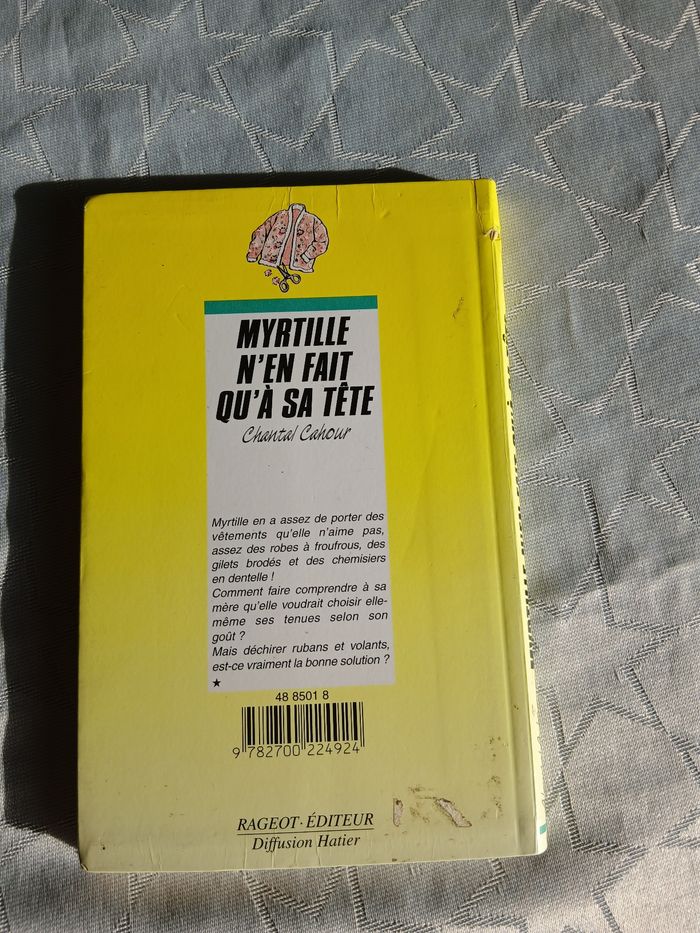 MYRTILLE
N'EN FAIT
QU'À SA TÊTE
Chantal Cahour
Myrtille en a assez de porter des
vêtements qu'elle n'aime pas,
assez des robes à froufrous, des
gilets brodés et des chemisiers
en dentelle !
Comment faire comprendre à sa
mère qu'elle voudrait choisir elle-
même ses tenues selon son
goût ?
Mais déchirer rubans et volants,
est-ce vraiment la bonne solution ?
★
48 8501 8
9 782700 224924
RAGEOT·ÉDITEUR
Diffusion Hatier